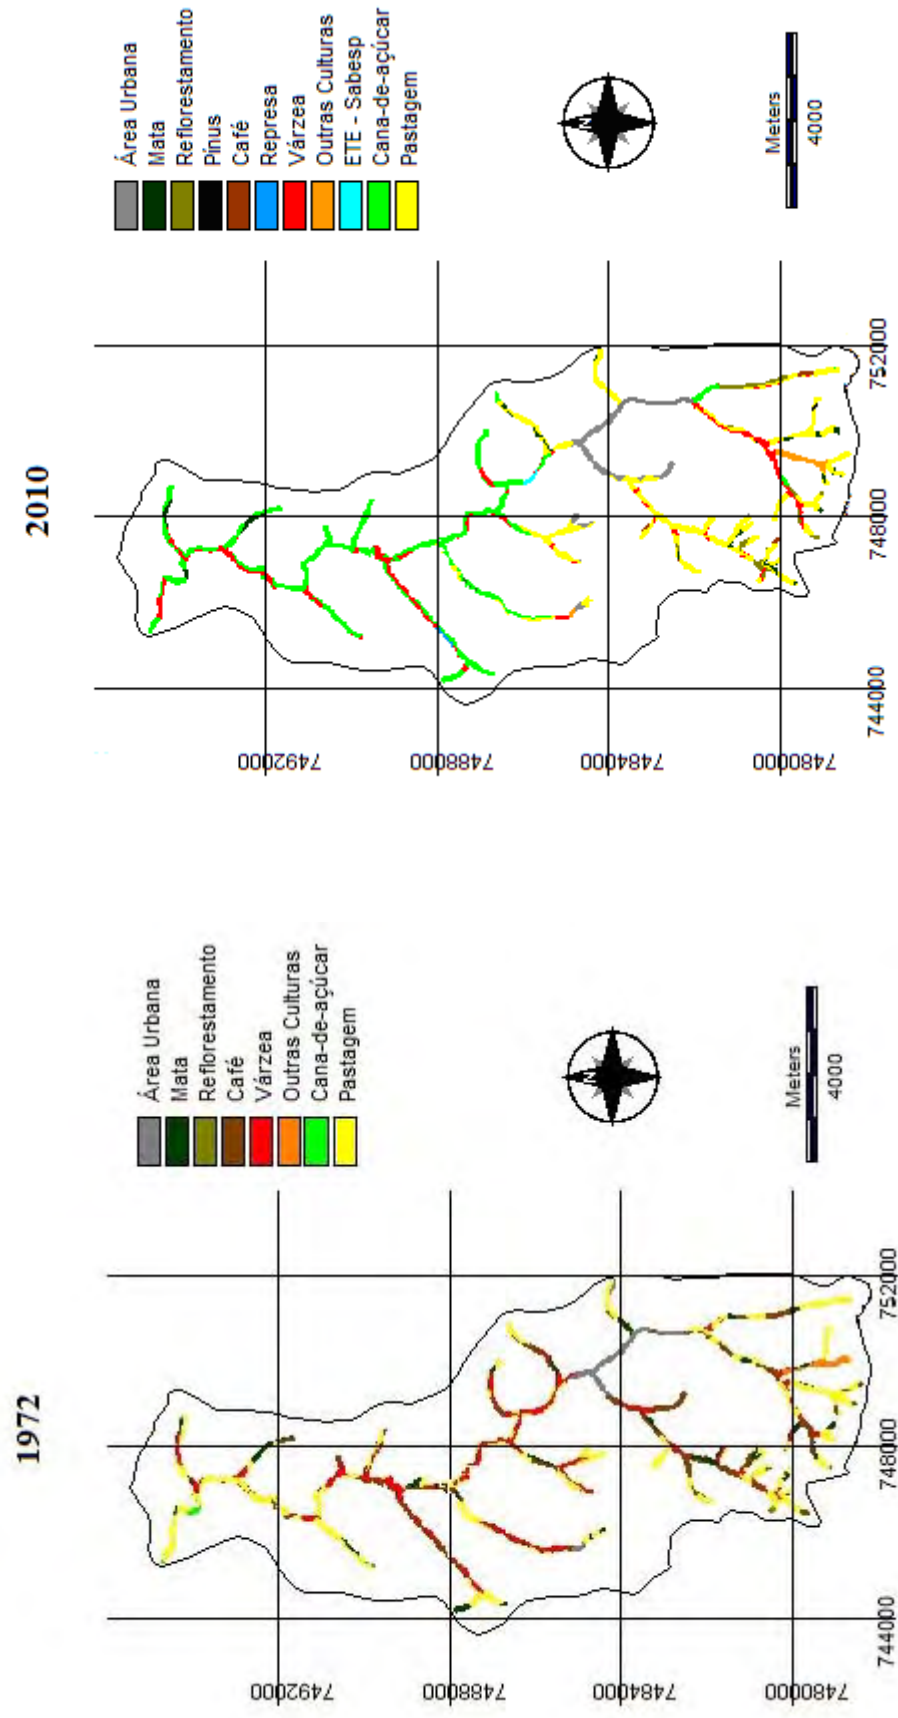 2010
Área Urbana
Mata
Reflorestamento
Pínus
Café
Represa
Várzea
Outras Culturas
ETE - Sabesp
Cana-de-açúcar
Pastagem
Meters
4000
7492000
7488000
7484000
7480000
744000
748000
752000
1972
Área Urbana
Mata
Reflorestamento
Café
Várzea
Outras Culturas
Cana-de-açúcar
Pastagem
Meters
4000
7492000
7488000
7484000
7480000
744000
748000
752000